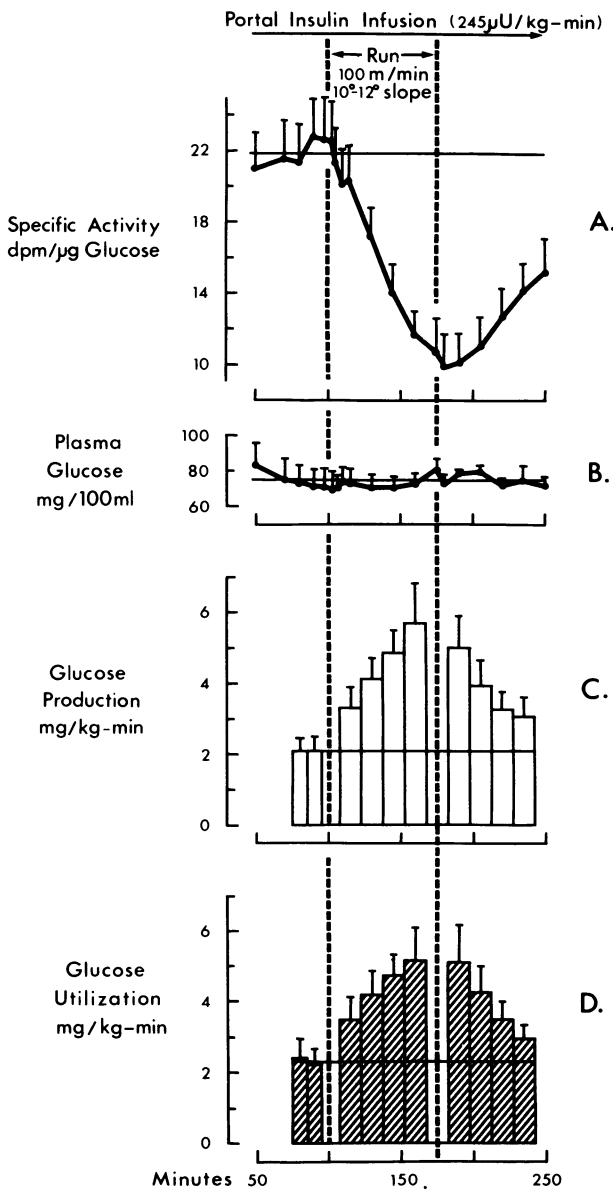 Portal Insulin Infusion (245μU/kg-min)
Run
100 m/min
10°-12° slope
22
18
14
10
Specific Activity
dpm/μg Glucose
A.
100
80
60
Plasma
Glucose
mg/100ml
B.
6
4
2
0
Glucose
Production
mg/kg-min
C.
6
4
2
0
Glucose
Utilization
mg/kg-min
D.
Minutes 50 150. 250